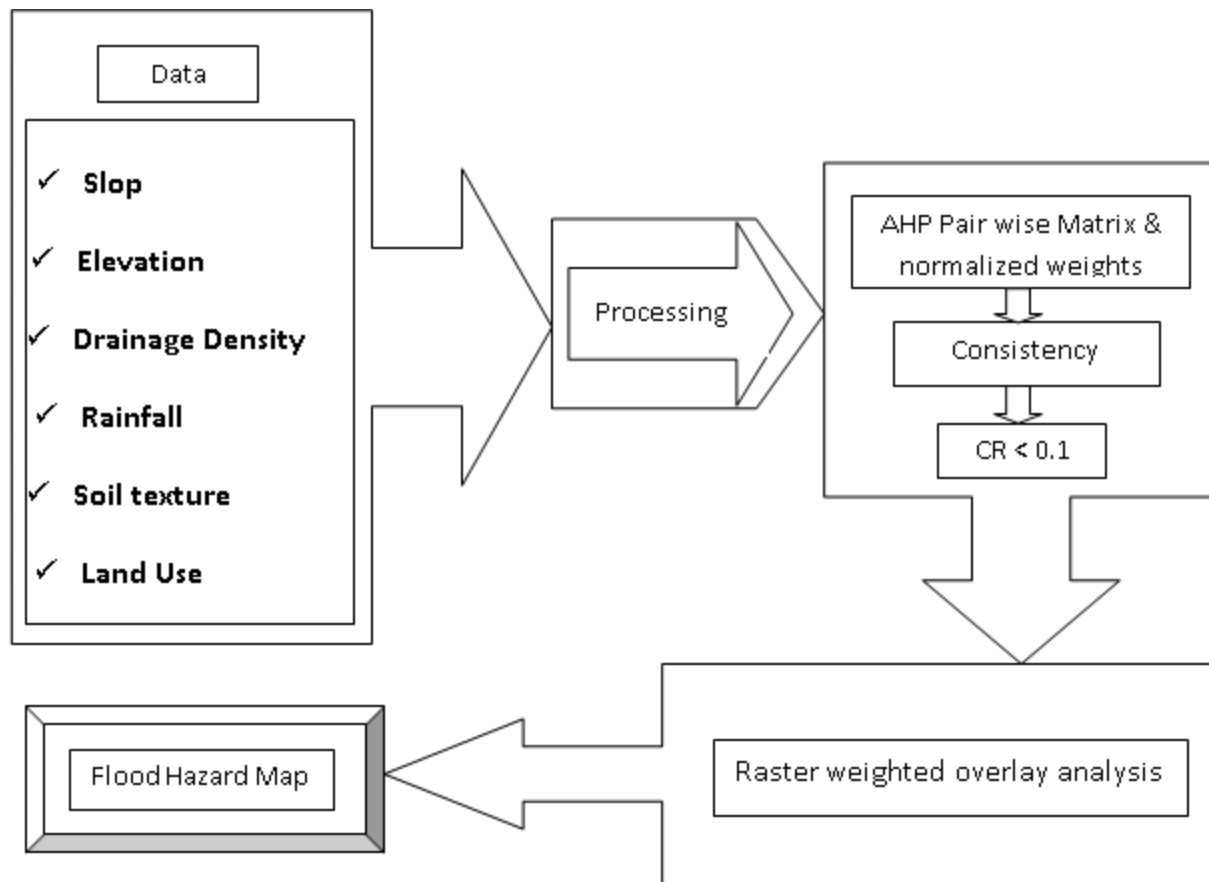 Data
✓ Slop
✓ Elevation
✓ Drainage Density
✓ Rainfall
✓ Soil texture
✓ Land Use
Processing
AHP Pair wise Matrix &
normalized weights
Consistency
CR < 0.1
Raster weighted overlay analysis
Flood Hazard Map